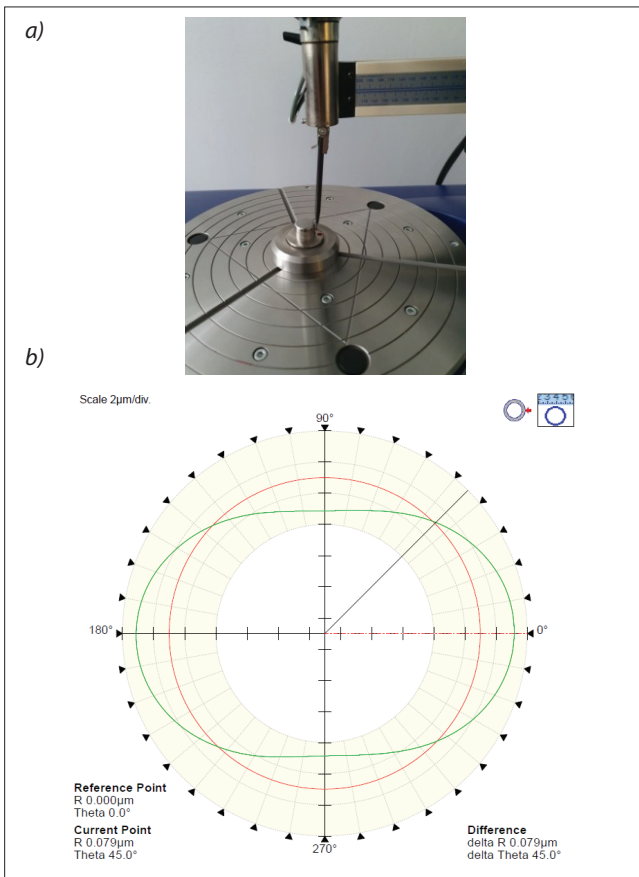 a)
b)
Scale 2µm/div.
90°
180°
0°
270°
Reference Point
R 0.000µm
Theta 0.0°
Current Point
R 0.079µm
Theta 45.0°
Difference
delta R 0.079µm
delta Theta 45.0°